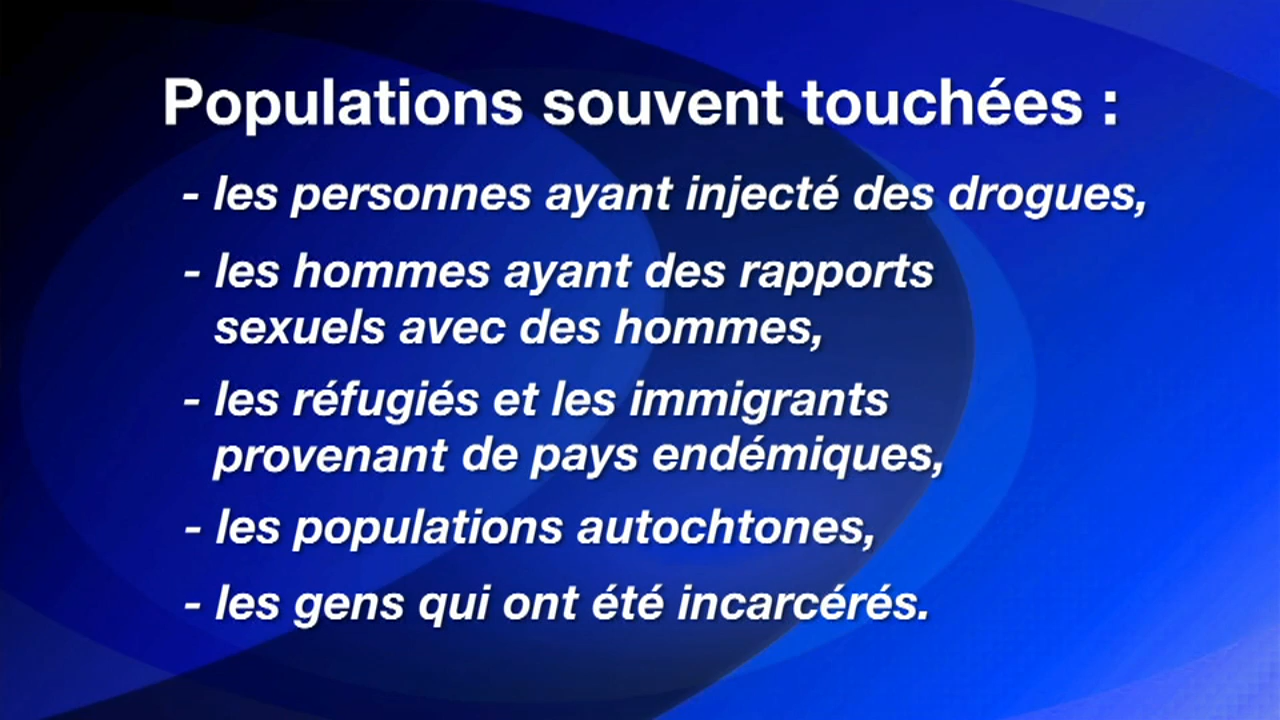 Populations souvent touchées :
- les personnes ayant injecté des drogues,
- les hommes ayant des rapports
sexuels avec des hommes,
- les réfugiés et les immigrants
provenant de pays endémiques,
- les populations autochtones,
- les gens qui ont été incarcérés.